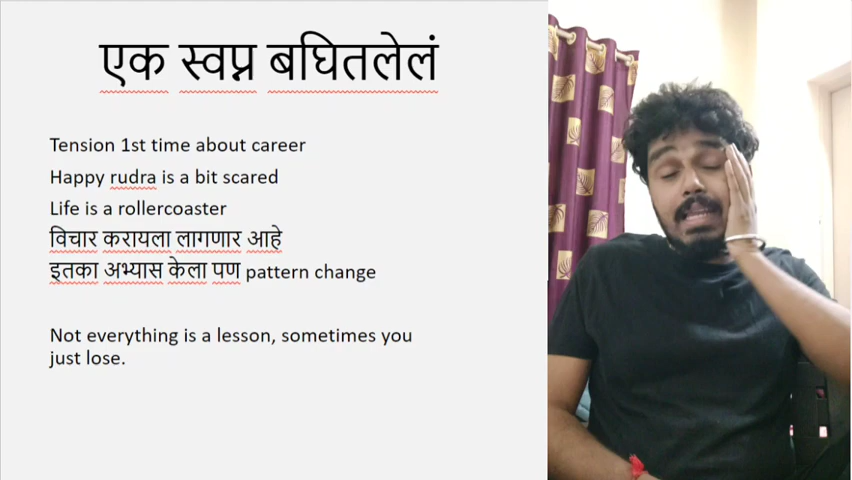 एक स्वप्न बघितलेलं
Tension 1st time about career
Happy rudra is a bit scared
Life is a rollercoaster
विचार करायला लागणार आहे
इतका अभ्यास केला पण pattern change
Not everything is a lesson, sometimes you
just lose.